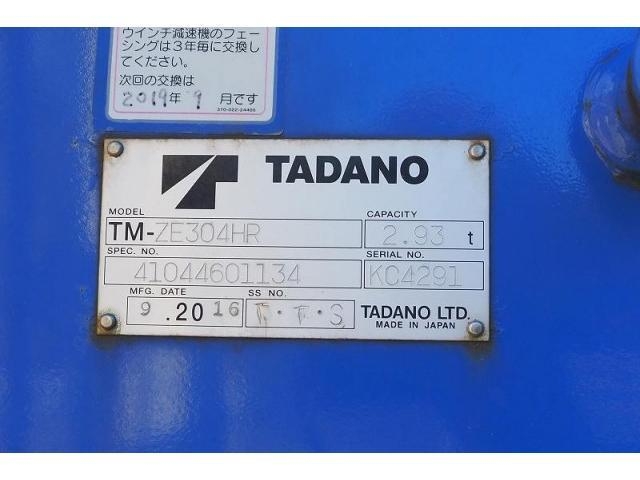 ウインチ減速機のフェー
シングは3年毎に交換し
てください。
次回の交換は
2019年9月です
310-022-24400
TADANO
MODEL CAPACITY
TM-ZE304HR 2.93 t
SPEC. NO. SERIAL NO.
41044601134 KC4291
MFG. DATE SS NO.
9.2016 T・T・S TADANO LTD.
MADE IN JAPAN